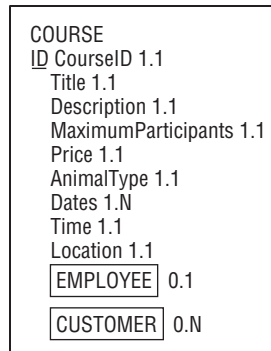 COURSE
ID CourseID 1.1
Title 1.1
Description 1.1
MaximumParticipants 1.1
Price 1.1
AnimalType 1.1
Dates 1.N
Time 1.1
Location 1.1
EMPLOYEE 0.1
CUSTOMER 0.N